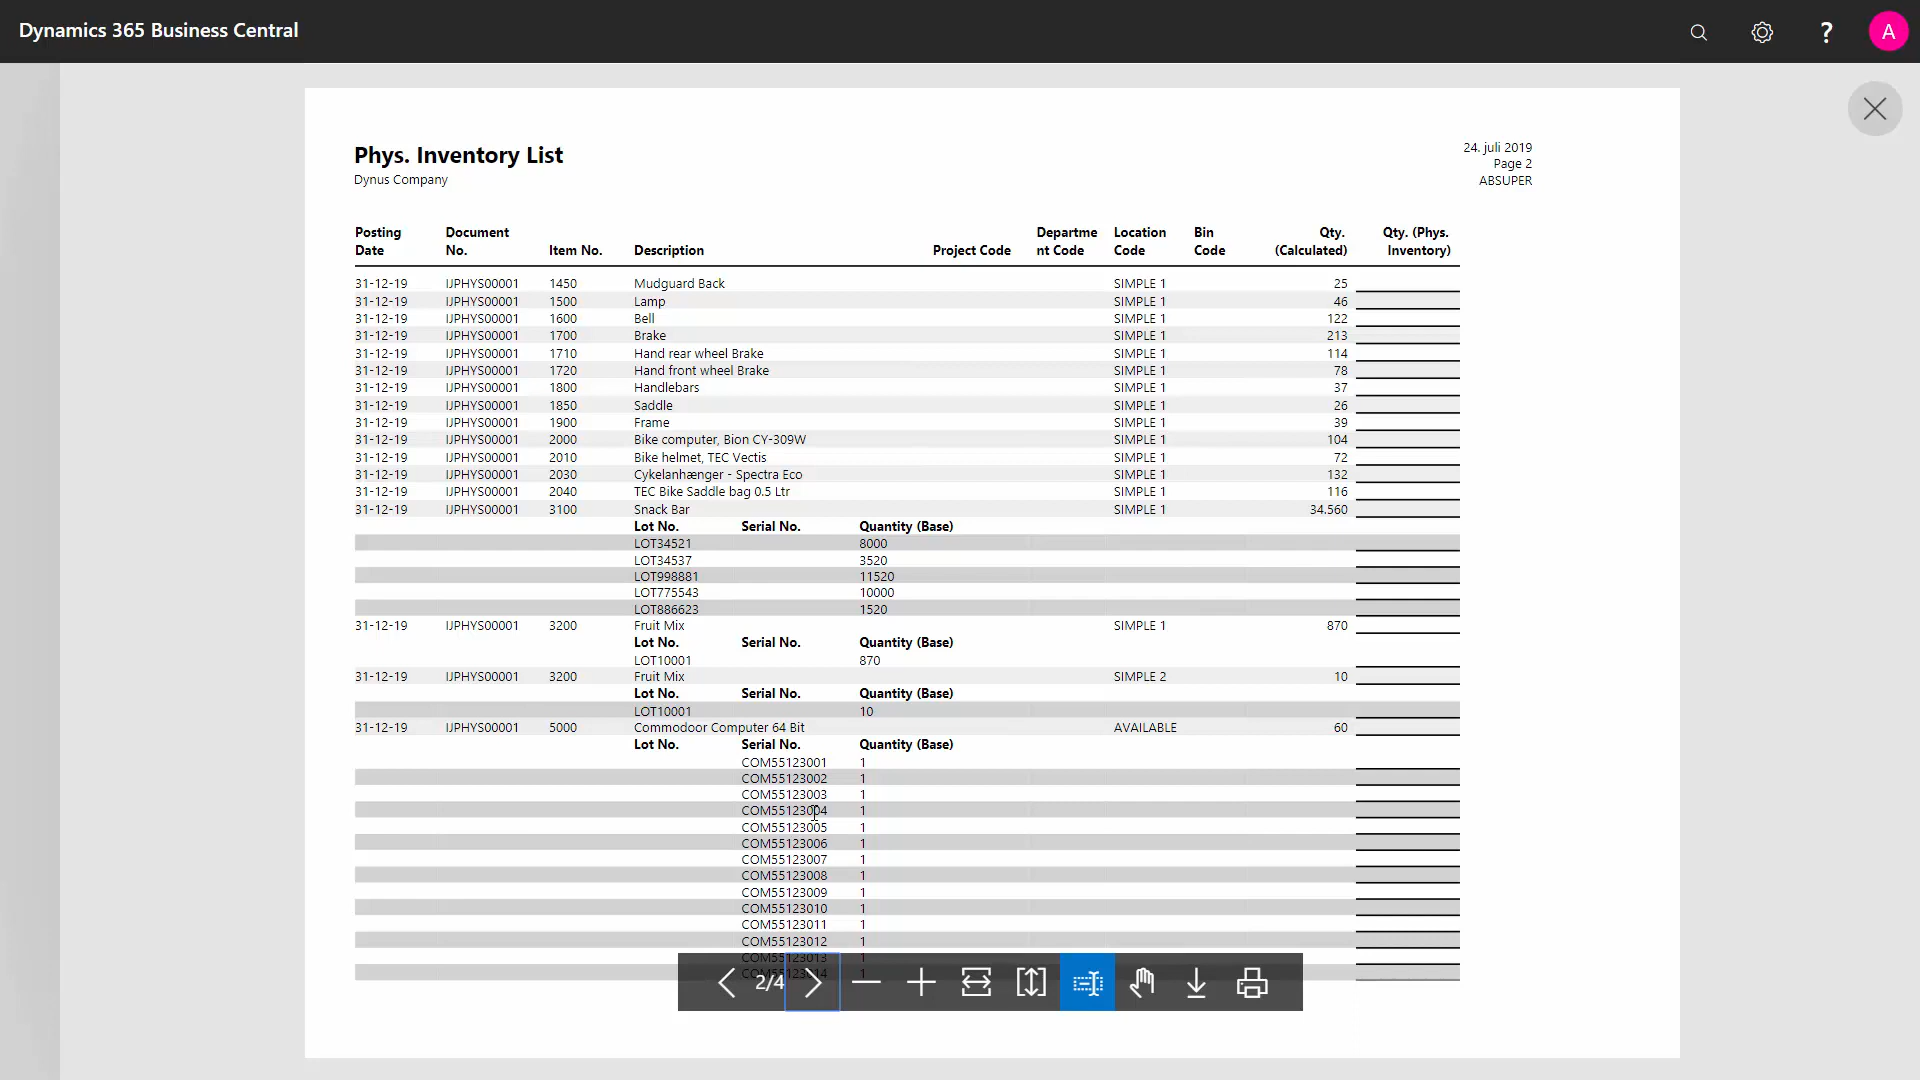 Dynamics 365 Business Central
?
A
Phys. Inventory List
Dynus Company
24. juli 2019
Page 2
ABSUPER
Posting Date Document No. Item No. Description Project Code Departme nt Code Location Code Bin Code Qty. (Calculated) Qty. (Phys. Inventory)
31-12-19 IJPHYS00001 1450 Mudguard Back SIMPLE 1 25
31-12-19 IJPHYS00001 1500 Lamp SIMPLE 1 46
31-12-19 IJPHYS00001 1600 Bell SIMPLE 1 122
31-12-19 IJPHYS00001 1700 Brake SIMPLE 1 213
31-12-19 IJPHYS00001 1710 Hand rear wheel Brake SIMPLE 1 114
31-12-19 IJPHYS00001 1720 Hand front wheel Brake SIMPLE 1 78
31-12-19 IJPHYS00001 1800 Handlebars SIMPLE 1 37
31-12-19 IJPHYS00001 1850 Saddle SIMPLE 1 26
31-12-19 IJPHYS00001 1900 Frame SIMPLE 1 39
31-12-19 IJPHYS00001 2000 Bike computer, Bion CY-309W SIMPLE 1 104
31-12-19 IJPHYS00001 2010 Bike helmet, TEC Vectis SIMPLE 1 72
31-12-19 IJPHYS00001 2030 Cykelanhænger - Spectra Eco SIMPLE 1 132
31-12-19 IJPHYS00001 2040 TEC Bike Saddle bag 0.5 Ltr SIMPLE 1 116
31-12-19 IJPHYS00001 3100 Snack Bar SIMPLE 1 34.560
Lot No. Serial No. Quantity (Base)
LOT34521 8000
LOT34537 3520
LOT998881 11520
LOT775543 10000
LOT886623 1520
31-12-19 IJPHYS00001 3200 Fruit Mix SIMPLE 1 870
Lot No. Serial No. Quantity (Base)
LOT10001 870
31-12-19 IJPHYS00001 3200 Fruit Mix SIMPLE 2 10
Lot No. Serial No. Quantity (Base)
LOT10001 10
31-12-19 IJPHYS00001 5000 Commodoor Computer 64 Bit AVAILABLE 60
Lot No. Serial No. Quantity (Base)
COM55123001 1
COM55123002 1
COM55123003 1
COM55123004 1
COM55123005 1
COM55123006 1
COM55123007 1
COM55123008 1
COM55123009 1
COM55123010 1
COM55123011 1
COM55123012 1
COM55123013 1
COM55123014 1
2/4